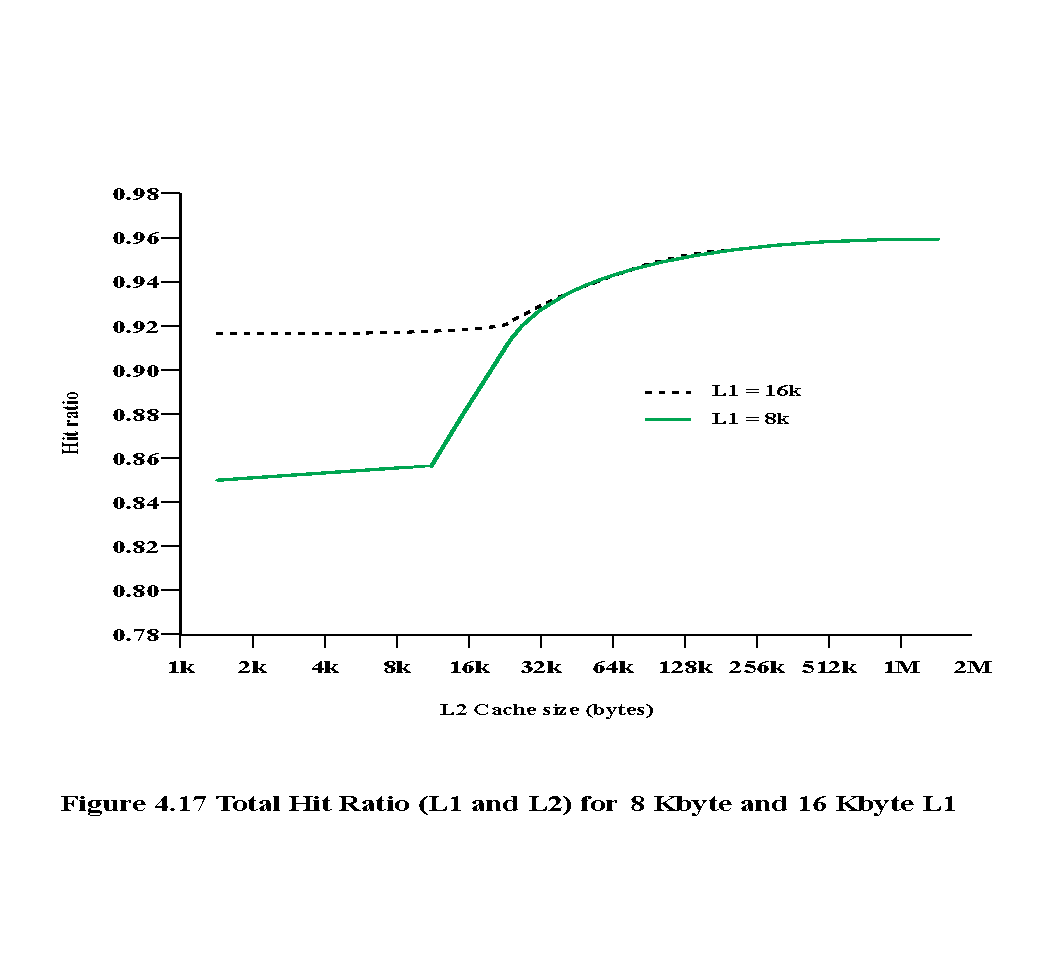 0.98
0.96
0.94
0.92
0.90
0.88
0.86
0.84
0.82
0.80
0.78
Hit ratio
L1 = 16k
L1 = 8k
1k 2k 4k 8k 16k 32k 64k 128k 256k 512k 1M 2M
L2 Cache size (bytes)
Figure 4.17 Total Hit Ratio (L1 and L2) for 8 Kbyte and 16 Kbyte L1